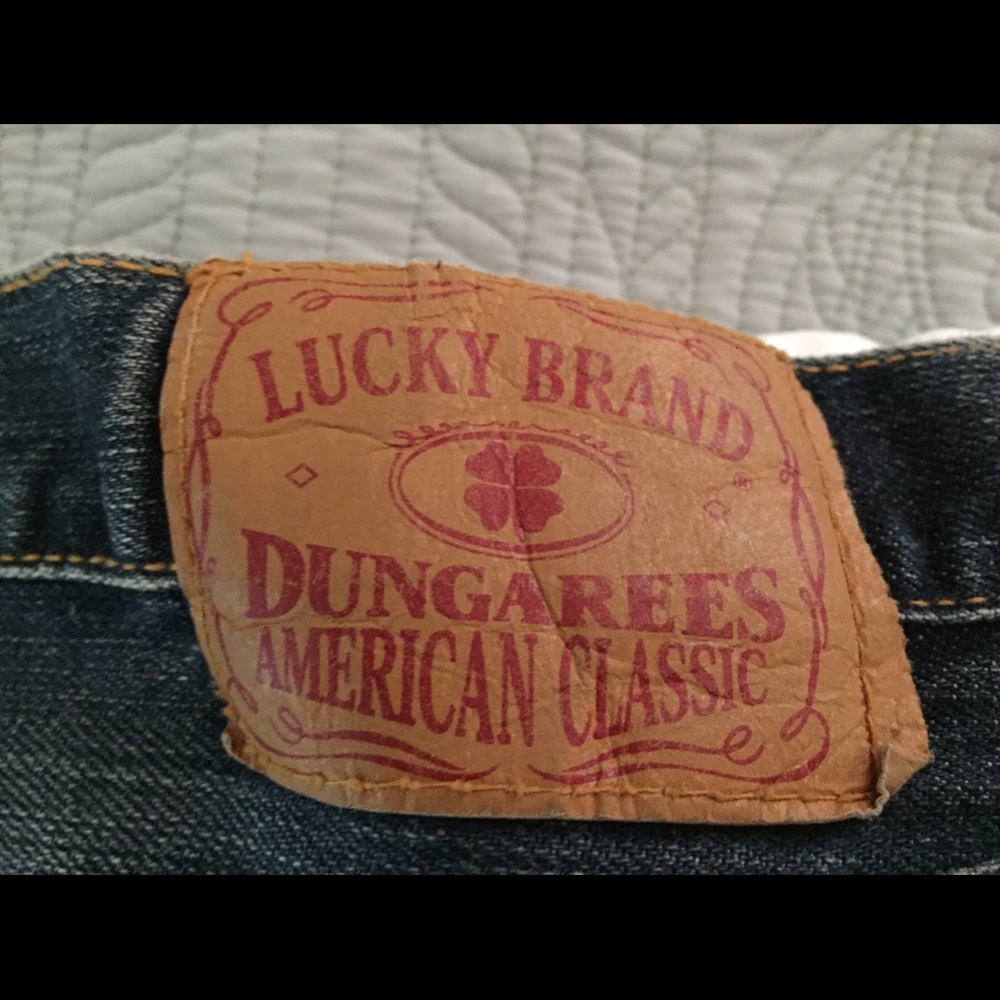 LUCKY BRAND
®
DUNGAREES
AMERICAN CLASSIC